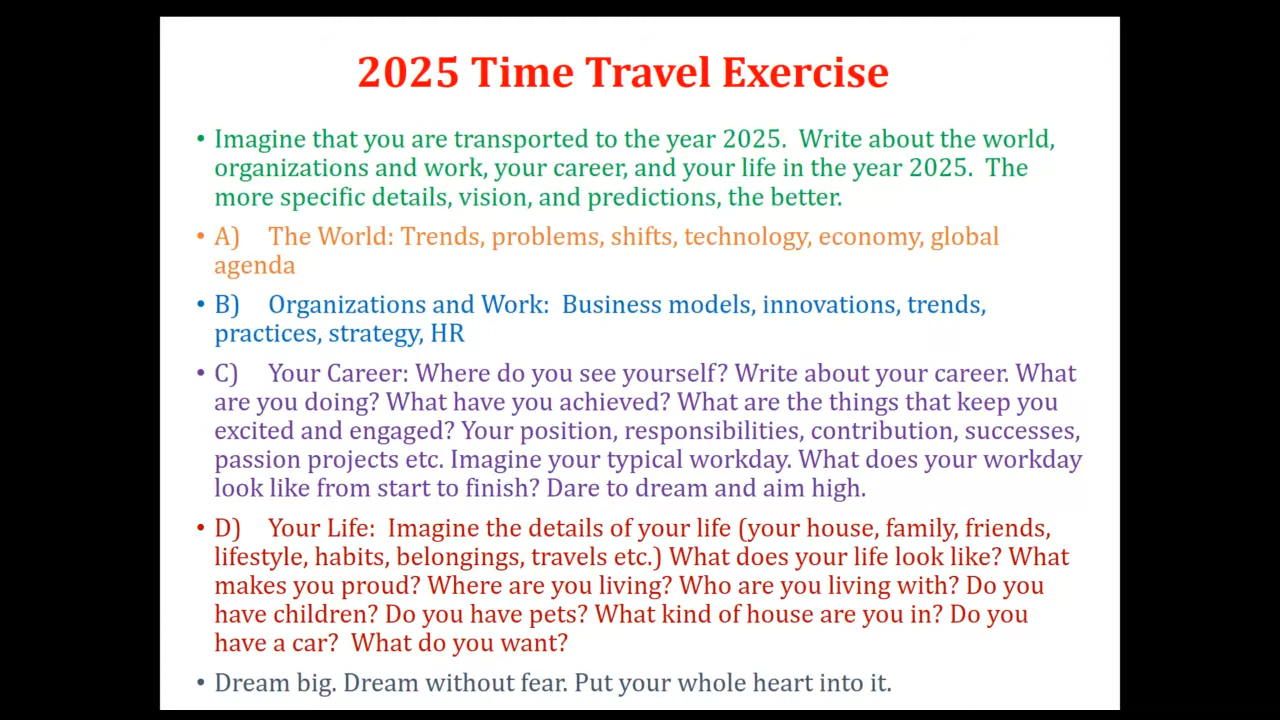 2025 Time Travel Exercise
• Imagine that you are transported to the year 2025.  Write about the world,
organizations and work, your career, and your life in the year 2025.  The
more specific details, vision, and predictions, the better.
• A)    The World: Trends, problems, shifts, technology, economy, global
agenda
• B)    Organizations and Work:  Business models, innovations, trends,
practices, strategy, HR
• C)    Your Career: Where do you see yourself? Write about your career. What
are you doing? What have you achieved? What are the things that keep you
excited and engaged? Your position, responsibilities, contribution, successes,
passion projects etc. Imagine your typical workday. What does your workday
look like from start to finish? Dare to dream and aim high.
• D)    Your Life:  Imagine the details of your life (your house, family, friends,
lifestyle, habits, belongings, travels etc.) What does your life look like? What
makes you proud? Where are you living? Who are you living with? Do you
have children? Do you have pets? What kind of house are you in? Do you
have a car?  What do you want?
• Dream big. Dream without fear. Put your whole heart into it.